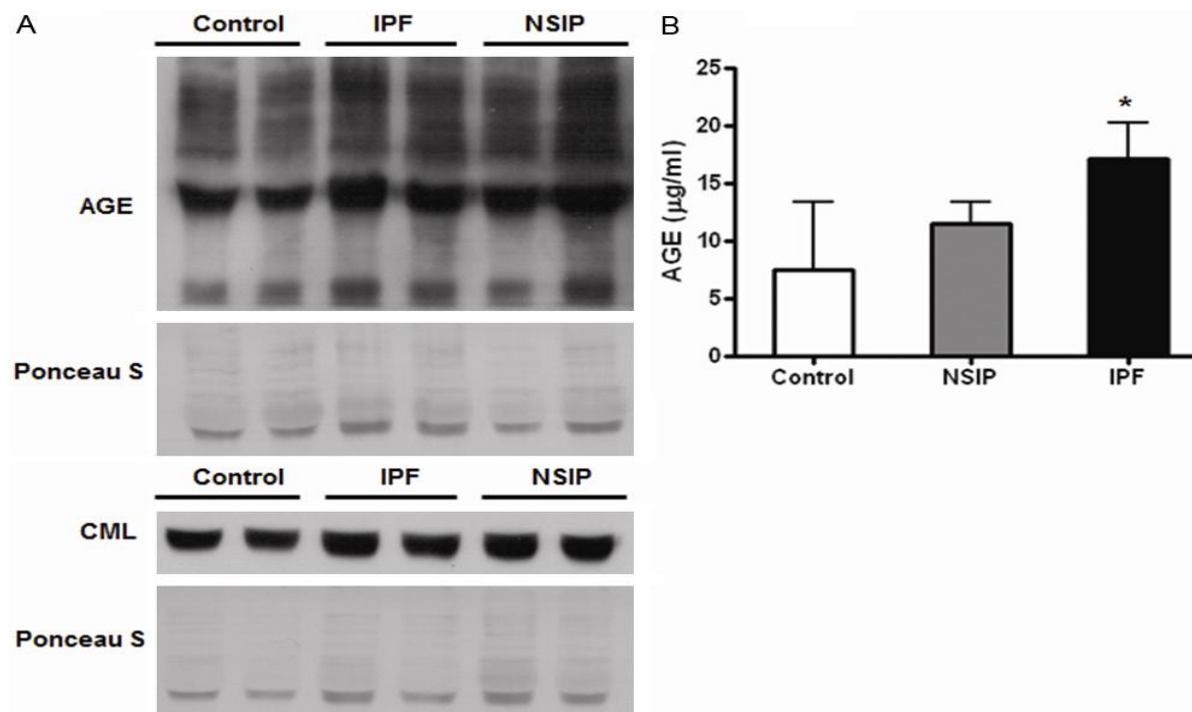 A
Control IPF NSIP
AGE
Ponceau S
Control IPF NSIP
CML
Ponceau S
B
AGE (µg/ml)
25
20
15
10
5
0
*
Control NSIP IPF